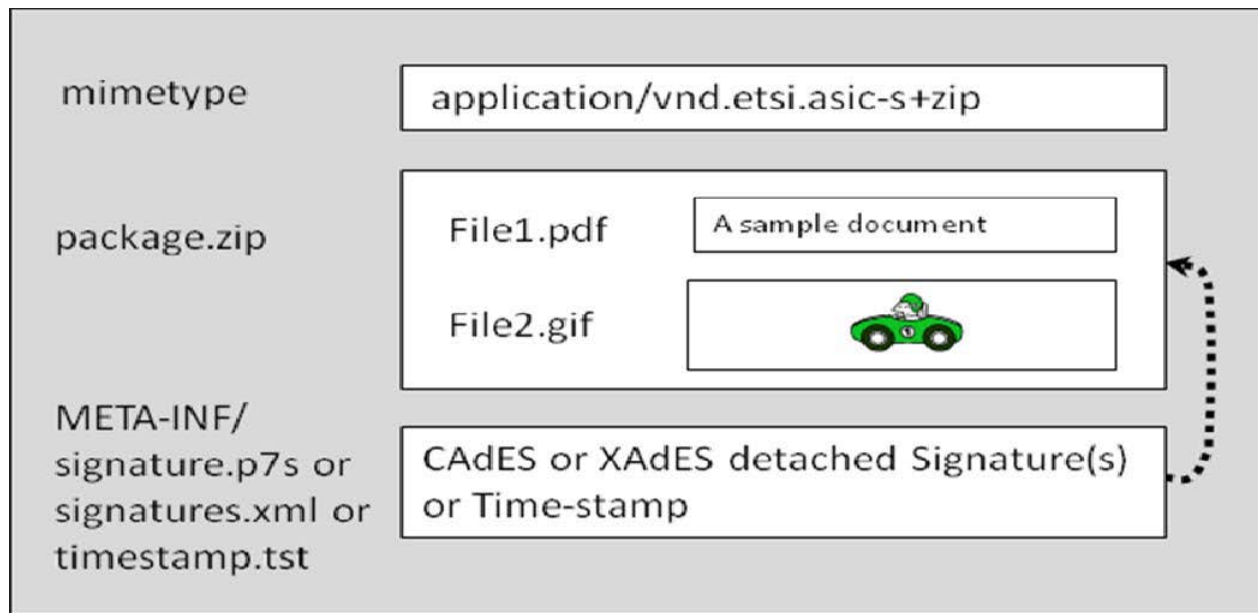 mimetype
application/vnd.etsi.asic-s+zip
package.zip
File1.pdf
A sample document
File2.gif
META-INF/
signature.p7s or
signatures.xml or
timestamp.tst
CAdES or XAdES detached Signature(s)
or Time-stamp